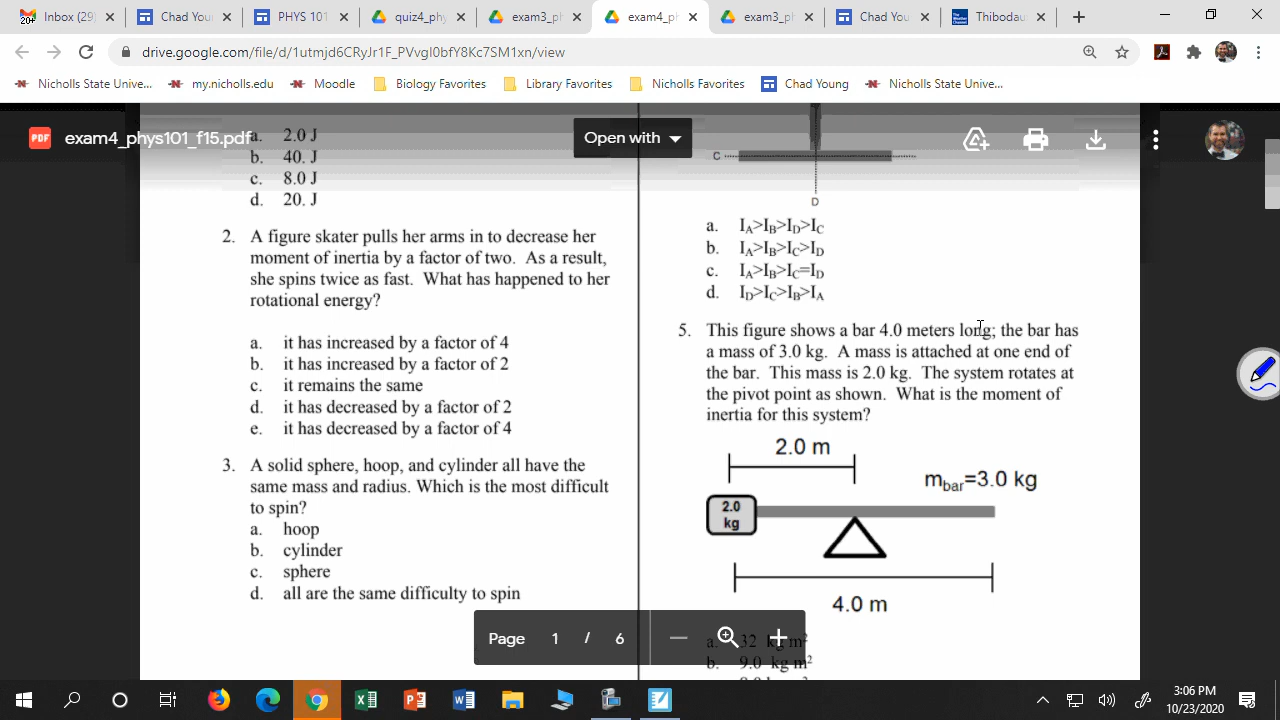 Inbox (29
Chad You
PHYS 101
quiz4_phy
exam3_ph
exam4_ph
exam3_ph
Chad You
Thibodau
drive.google.com/file/d/1utmjd6CRyJr1F_PVvgI0bfY8Kc7SM1xn/view
Nicholls State Unive...
my.nicholls.edu
Moodle
Biology Favorites
Library Favorites
Nicholls Favorites
Chad Young
Nicholls State Unive...
PDF
exam4_phys101_f15.pdf
Open with
a. 2.0 J
b. 40. J
c. 8.0 J
d. 20. J
2. A figure skater pulls her arms in to decrease her
moment of inertia by a factor of two. As a result,
she spins twice as fast. What has happened to her
rotational energy?
a. it has increased by a factor of 4
b. it has increased by a factor of 2
c. it remains the same
d. it has decreased by a factor of 2
e. it has decreased by a factor of 4
3. A solid sphere, hoop, and cylinder all have the
same mass and radius. Which is the most difficult
to spin?
a. hoop
b. cylinder
c. sphere
d. all are the same difficulty to spin
C
D
a. IA>IB>ID>IC
b. IA>IB>IC>ID
c. IA>IB>IC=ID
d. ID>IC>IB>IA
5. This figure shows a bar 4.0 meters long; the bar has
a mass of 3.0 kg. A mass is attached at one end of
the bar. This mass is 2.0 kg. The system rotates at
the pivot point as shown. What is the moment of
inertia for this system?
2.0 m
mbar=3.0 kg
2.0
kg
4.0 m
a. 32 kg m²
b. 9.0 kg m²
Page 1 / 6
3:06 PM
10/23/2020